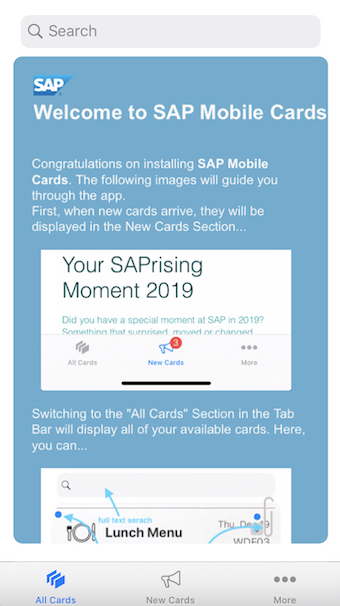 Search
SAP
Welcome to SAP Mobile Cards
Congratulations on installing SAP Mobile
Cards. The following images will guide you
through the app.
First, when new cards arrive, they will be
displayed in the New Cards Section...
Your SAPrising
Moment 2019
Did you have a special moment at SAP in 2019?
Something that surprised, moved or changed
3
All Cards
New Cards
More
Switching to the "All Cards" Section in the Tab
Bar will display all of your available cards. Here,
you can...
full text serach
Lunch Menu
Thu, Dec 19
WDF03
All Cards
New Cards
More